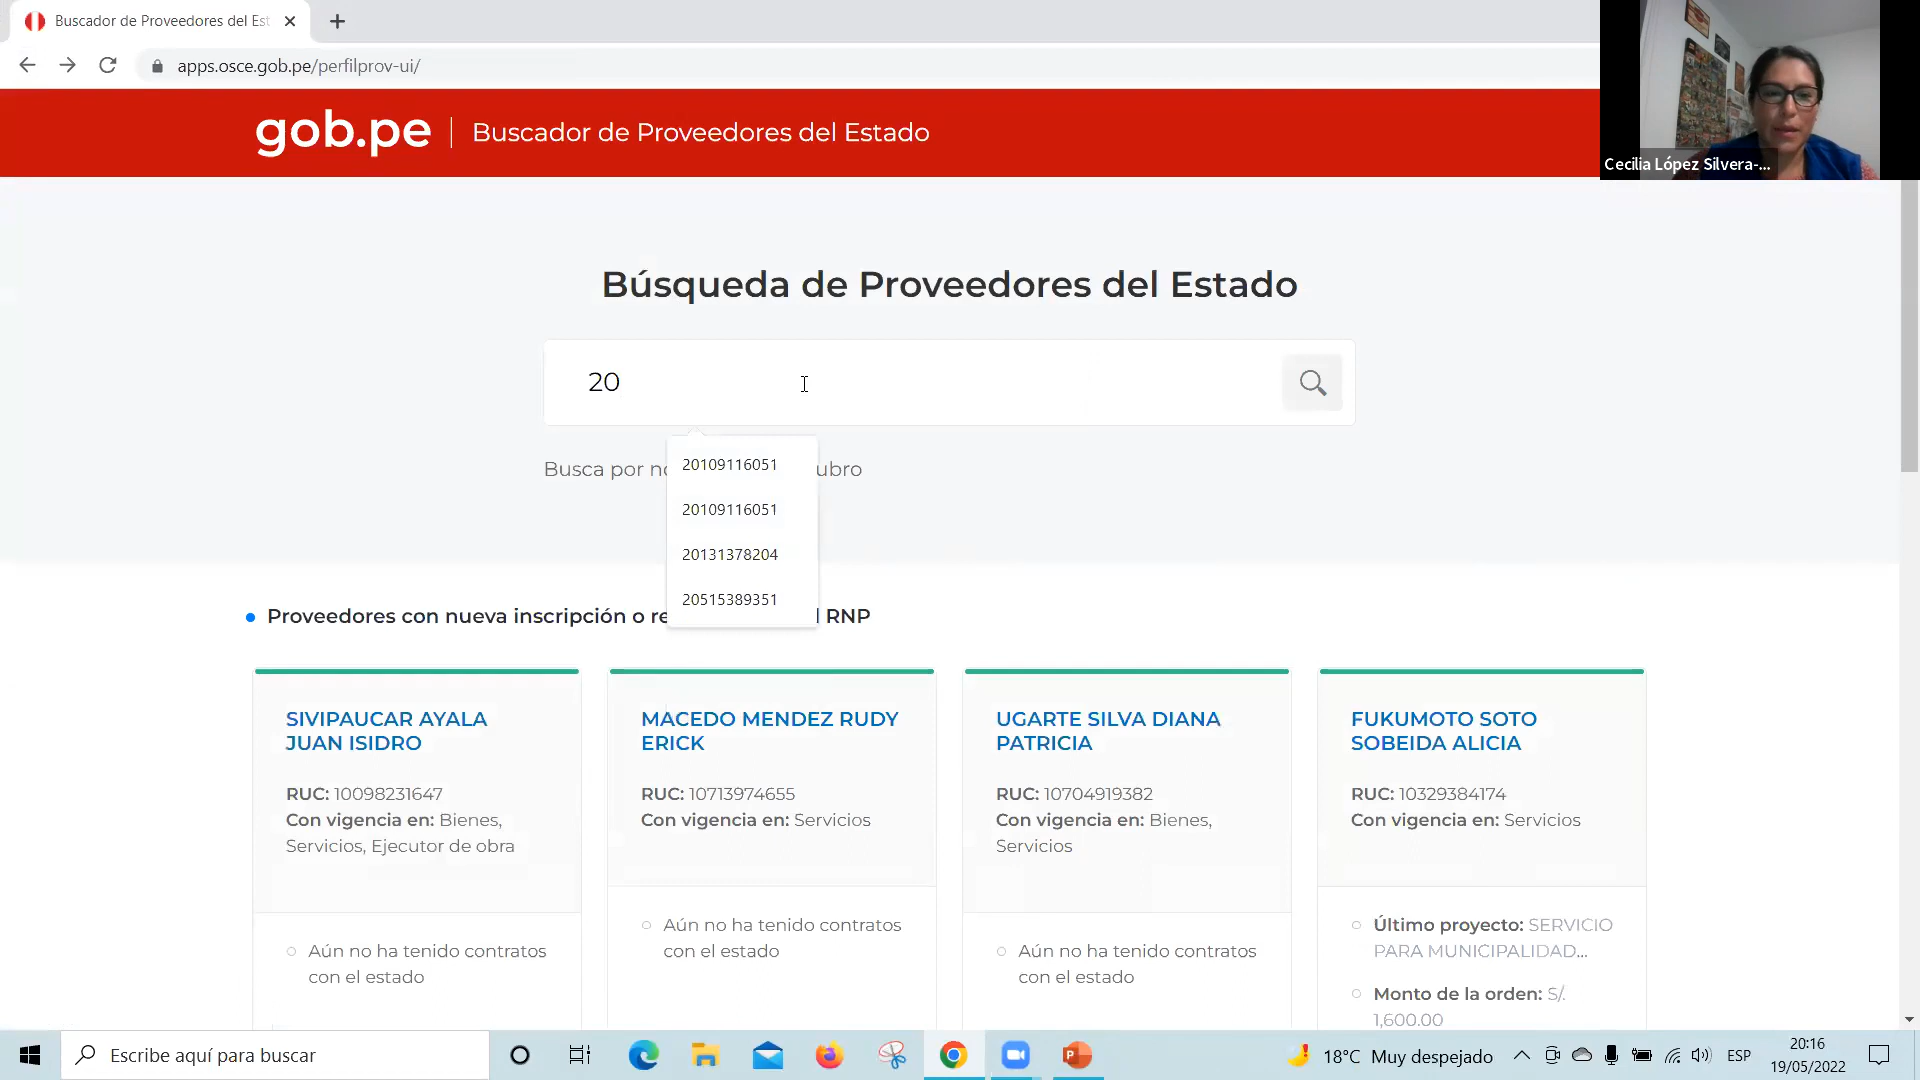 Buscador de Proveedores del Est
apps.osce.gob.pe/perfilprov-ui/
gob.pe
Buscador de Proveedores del Estado
Cecilia López Silvera-...
Búsqueda de Proveedores del Estado
20
Busca por
20109116051
20109116051
20131378204
20515389351
Proveedores con nueva inscripción o
RNP
SIVIPAUCAR AYALA
JUAN ISIDRO
RUC: 10098231647
Con vigencia en: Bienes,
Servicios, Ejecutor de obra
Aún no ha tenido contratos
con el estado
MACEDO MENDEZ RUDY
ERICK
RUC: 10713974655
Con vigencia en: Servicios
Aún no ha tenido contratos
con el estado
UGARTE SILVA DIANA
PATRICIA
RUC: 10704919382
Con vigencia en: Bienes,
Servicios
Aún no ha tenido contratos
con el estado
FUKUMOTO SOTO
SOBEIDA ALICIA
RUC: 10329384174
Con vigencia en: Servicios
Último proyecto: SERVICIO
PARA MUNICIPALIDAD...
Monto de la orden: S/.
1,600.00
Escribe aquí para buscar
18°C Muy despejado
ESP
20:16
19/05/2022